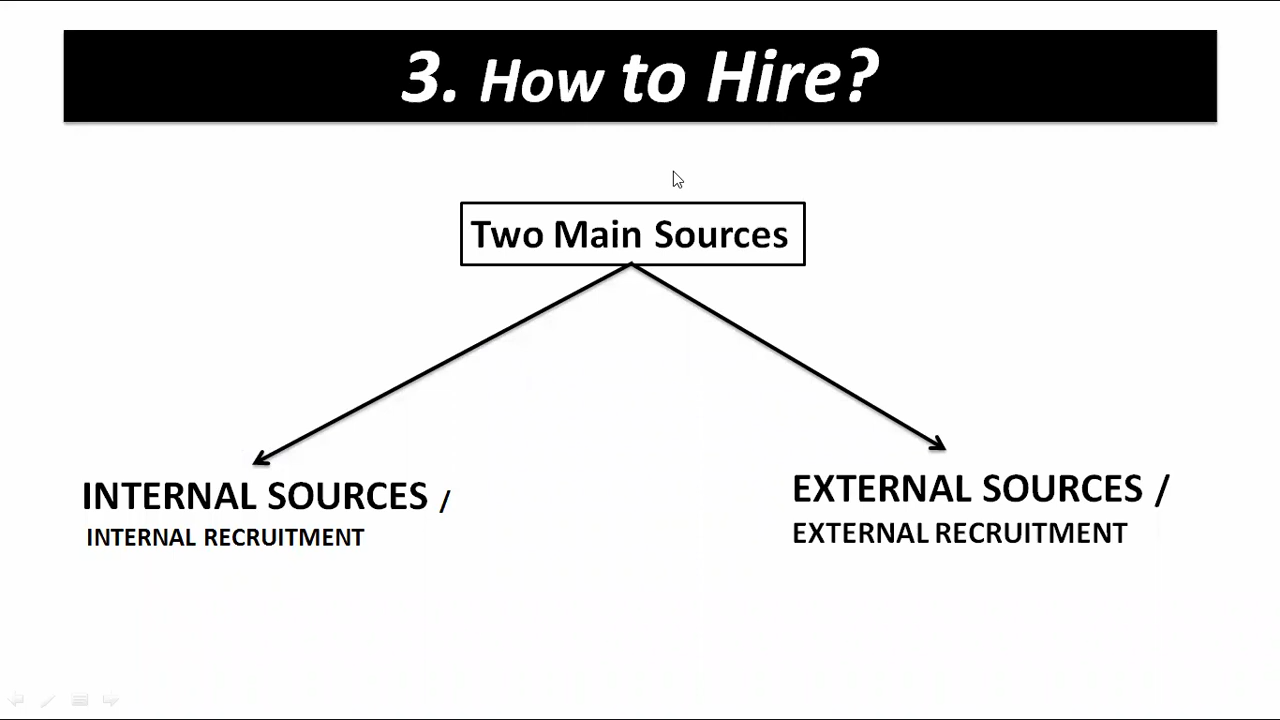 3. How to Hire?
Two Main Sources
INTERNAL SOURCES /
INTERNAL RECRUITMENT
EXTERNAL SOURCES /
EXTERNAL RECRUITMENT